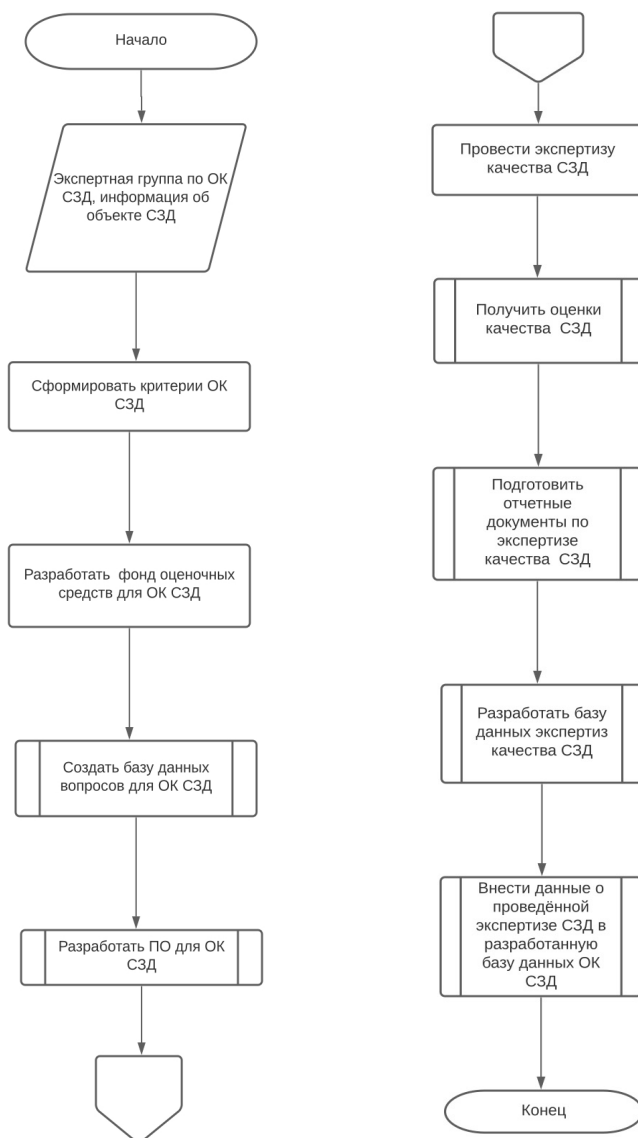 Начало
Экспертная группа по ОК
СЗД, информация об
объекте СЗД
Сформировать критерии ОК
СЗД
Разработать фонд оценочных
средств для ОК СЗД
Создать базу данных
вопросов для ОК СЗД
Разработать ПО для ОК
СЗД
Провести экспертизу
качества СЗД
Получить оценки
качества СЗД
Подготовить
отчетные
документы по
экспертизе
качества СЗД
Разработать базу
данных экспертиз
качества СЗД
Внести данные о
проведённой
экспертизе СЗД в
разработанную
базу данных ОК
СЗД
Конец